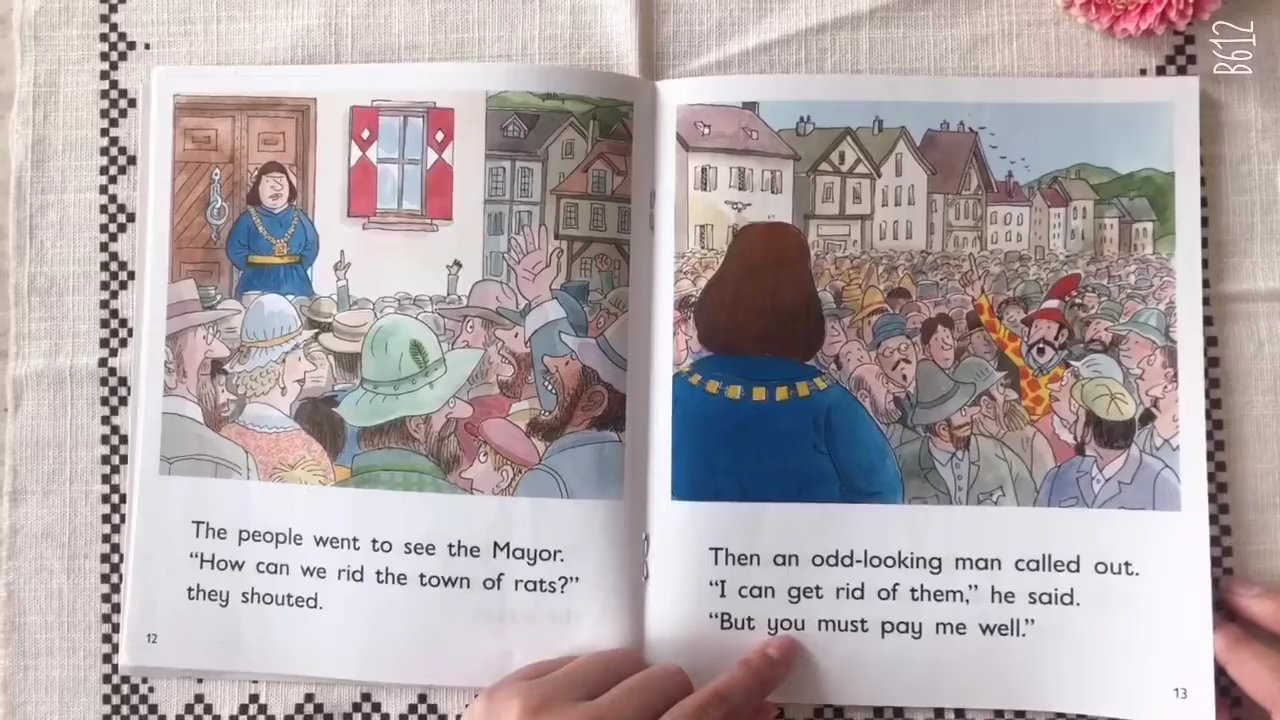 The people went to see the Mayor.
“How can we rid the town of rats?”
they shouted.
12
Then an odd-looking man called out.
“I can get rid of them,” he said.
“But you must pay me well.”
13
B612